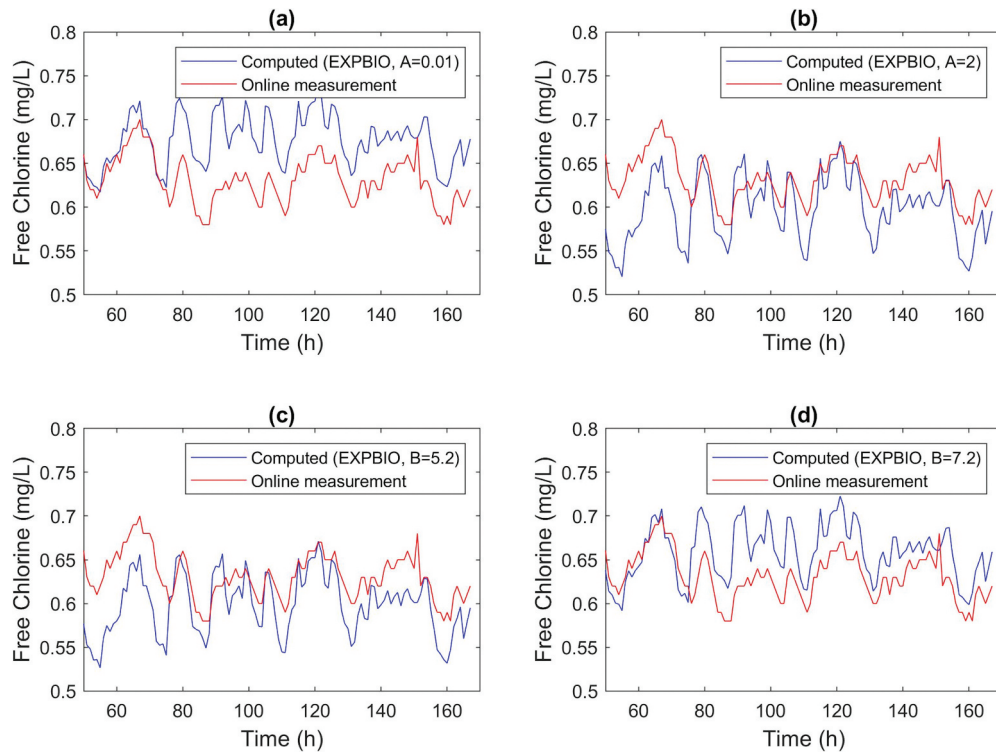 (a)
0.8
0.75
0.7
0.65
0.6
0.55
0.5
Free Chlorine (mg/L)
Computed (EXPBIO, A=0.01)
Online measurement
60 80 100 120 140 160
Time (h)
(b)
0.8
0.75
0.7
0.65
0.6
0.55
0.5
Free Chlorine (mg/L)
Computed (EXPBIO, A=2)
Online measurement
60 80 100 120 140 160
Time (h)
(c)
0.8
0.75
0.7
0.65
0.6
0.55
0.5
Free Chlorine (mg/L)
Computed (EXPBIO, B=5.2)
Online measurement
60 80 100 120 140 160
Time (h)
(d)
0.8
0.75
0.7
0.65
0.6
0.55
0.5
Free Chlorine (mg/L)
Computed (EXPBIO, B=7.2)
Online measurement
60 80 100 120 140 160
Time (h)